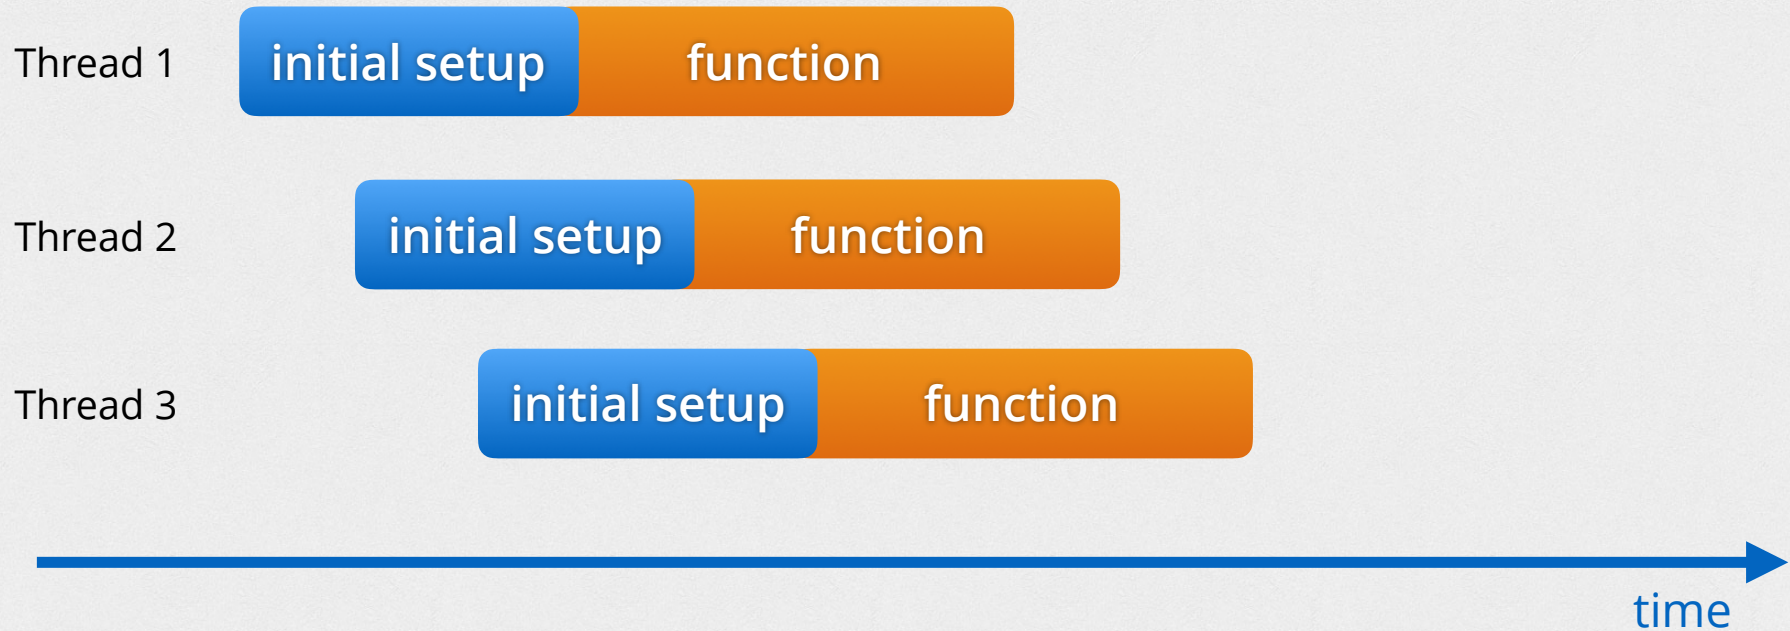 Thread 1 initial setup function
Thread 2 initial setup function
Thread 3 initial setup function
time